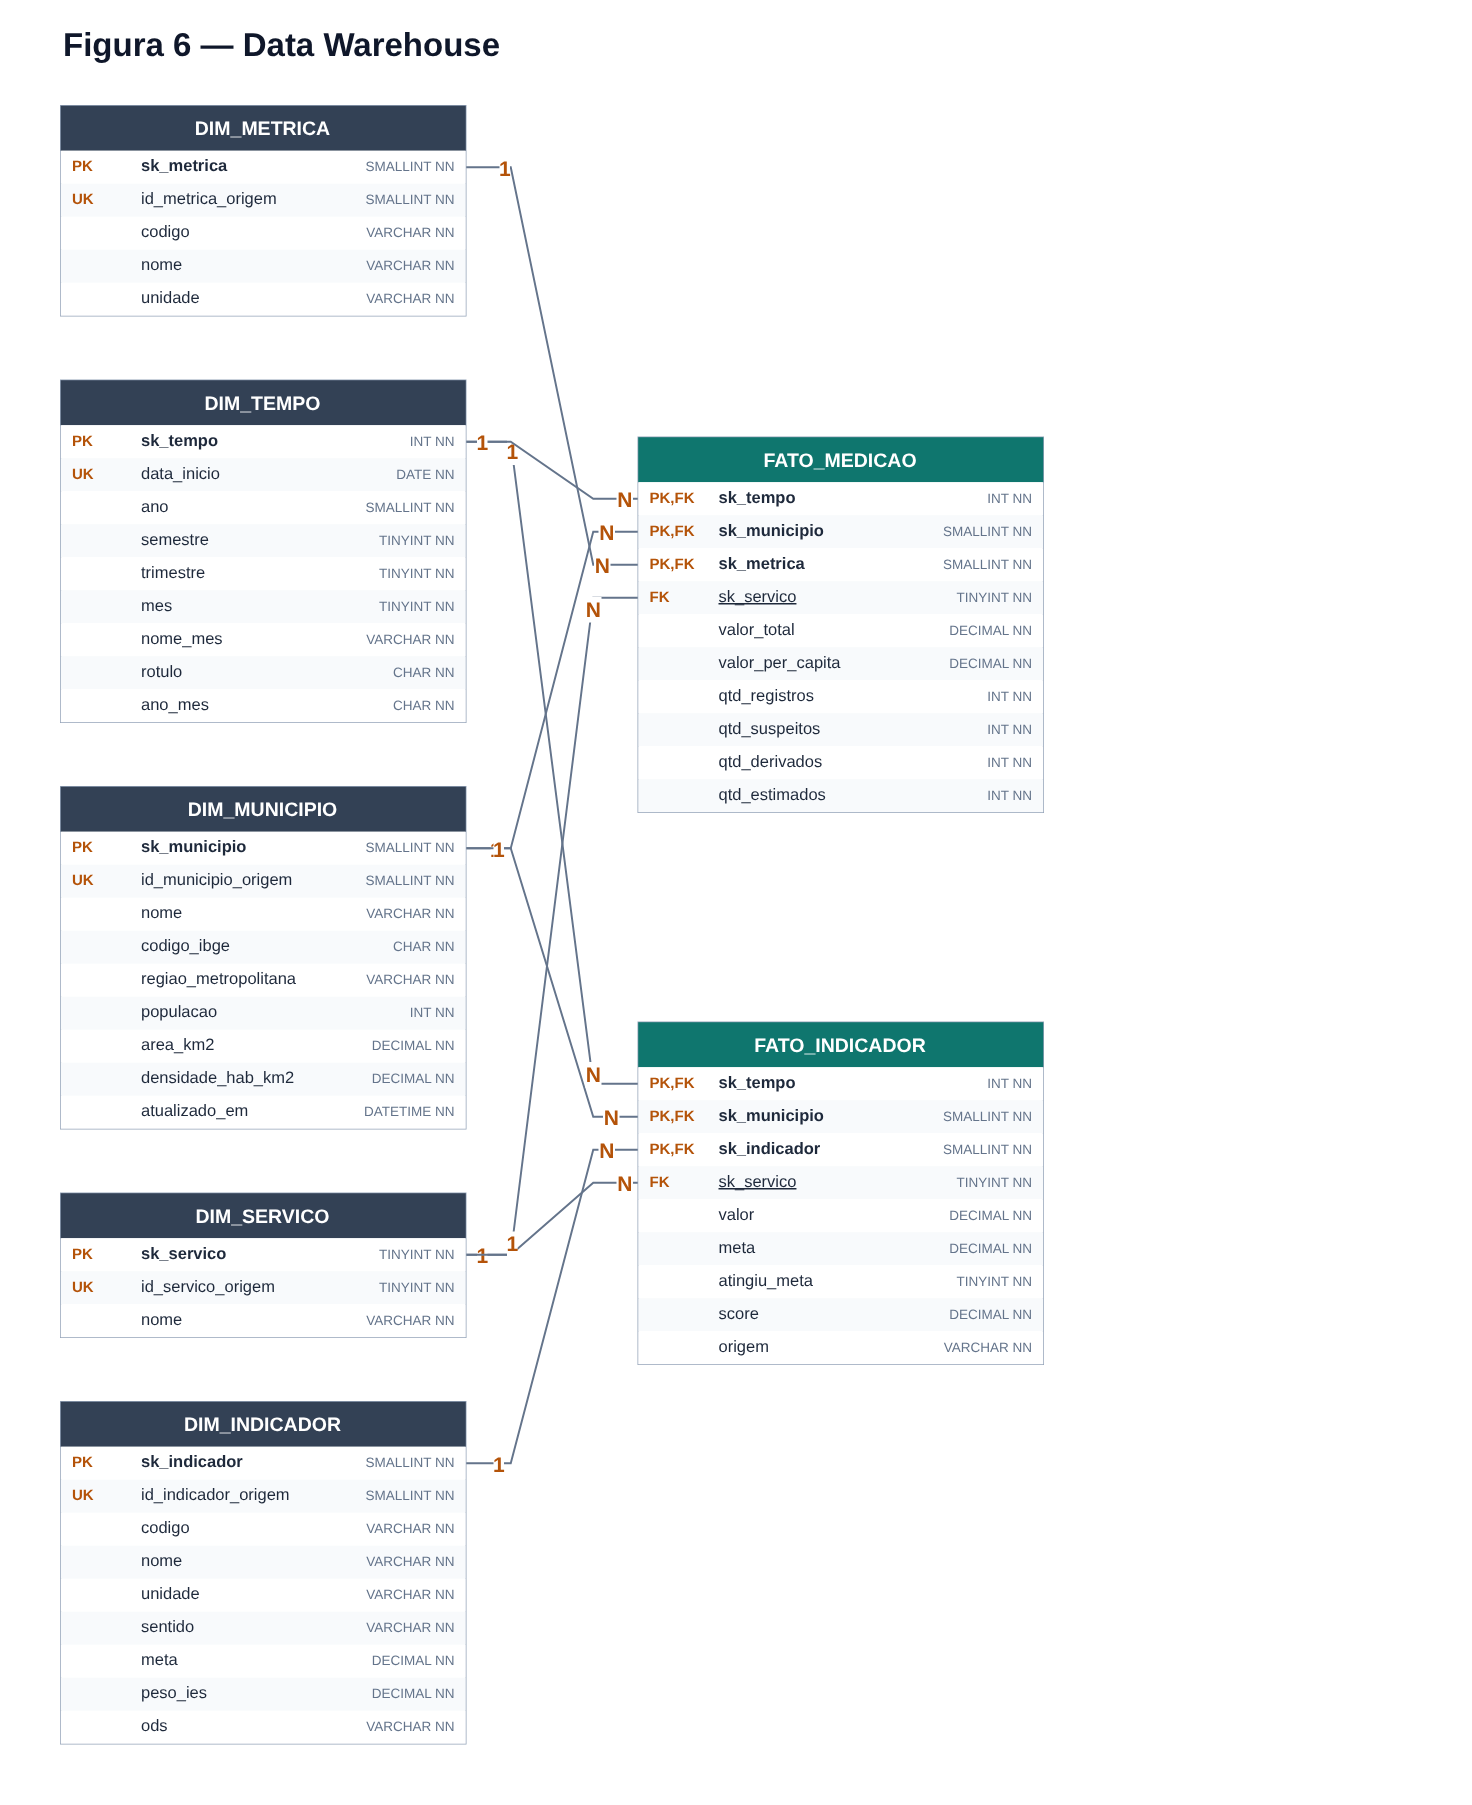 Figura 6 — Data Warehouse
DIM_METRICA
PK sk_metrica SMALLINT NN
UK id_metrica_origem SMALLINT NN
codigo VARCHAR NN
nome VARCHAR NN
unidade VARCHAR NN
1
DIM_TEMPO
PK sk_tempo INT NN
UK data_inicio DATE NN
ano SMALLINT NN
semestre TINYINT NN
trimestre TINYINT NN
mes TINYINT NN
nome_mes VARCHAR NN
rotulo CHAR NN
ano_mes CHAR NN
1
1
DIM_MUNICIPIO
PK sk_municipio SMALLINT NN
UK id_municipio_origem SMALLINT NN
nome VARCHAR NN
codigo_ibge CHAR NN
regiao_metropolitana VARCHAR NN
populacao INT NN
area_km2 DECIMAL NN
densidade_hab_km2 DECIMAL NN
atualizado_em DATETIME NN
1
DIM_SERVICO
PK sk_servico TINYINT NN
UK id_servico_origem TINYINT NN
nome VARCHAR NN
1
1
DIM_INDICADOR
PK sk_indicador SMALLINT NN
UK id_indicador_origem SMALLINT NN
codigo VARCHAR NN
nome VARCHAR NN
unidade VARCHAR NN
sentido VARCHAR NN
meta DECIMAL NN
peso_ies DECIMAL NN
ods VARCHAR NN
1
FATO_MEDICAO
N PK,FK sk_tempo INT NN
N PK,FK sk_municipio SMALLINT NN
N PK,FK sk_metrica SMALLINT NN
N FK sk_servico TINYINT NN
valor_total DECIMAL NN
valor_per_capita DECIMAL NN
qtd_registros INT NN
qtd_suspeitos INT NN
qtd_derivados INT NN
qtd_estimados INT NN
FATO_INDICADOR
N PK,FK sk_tempo INT NN
N PK,FK sk_municipio SMALLINT NN
N PK,FK sk_indicador SMALLINT NN
N FK sk_servico TINYINT NN
valor DECIMAL NN
meta DECIMAL NN
atingiu_meta TINYINT NN
score DECIMAL NN
origem VARCHAR NN